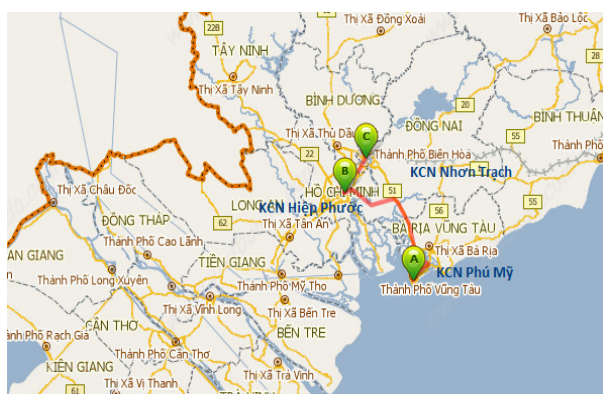 Thị Xã Đồng Xoài
Thị Xã Bảo Lộc
22B
TÂY NINH
Thị Xã Tây Ninh
BÌNH DƯƠNG
20
ĐỒNG NAI
BÌNH THUẬN
55
Thị Xã Thủ Dầu
22
C
Thành Phố Biên Hòa
Thành Phố
B
KCN Nhơn Trạch
55
Thị Xã Châu Đốc
HỒ CHÍ MINH
51
LONG AN
KCN Hiệp Phước
56
ĐỒNG THÁP
62
BÀ RỊA VŨNG TÀU
Thị Xã Tân An
AN GIANG
Thành Phố Cao Lãnh
Thị Xã Bà Rịa
TIỀN GIANG
A
KCN Phú Mỹ
Thành Phố Long Xuyên
Thành Phố Mỹ Tho
Thành Phố Vũng Tàu
Thị Xã Vĩnh Long
Thị Xã Bến Tre
CẦN THƠ
BẾN TRE
Thành Phố Rạch Giá
Thành Phố Cần Thơ
KIÊN GIANG
Thị Xã Trà Vinh
Thị Xã Vị Thanh
61